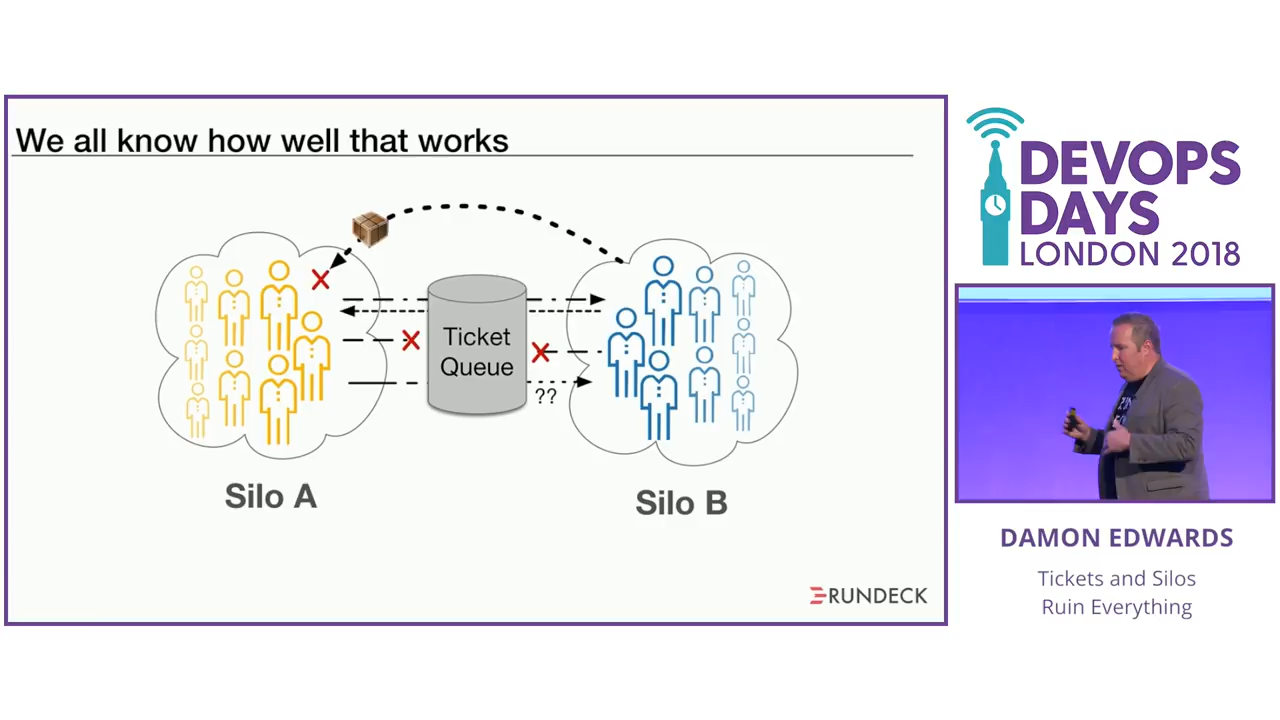 We all know how well that works
Ticket
Queue
??
Silo A
Silo B
RUNDECK
DEVOPS
DAYS
LONDON 2018
DAMON EDWARDS
Tickets and Silos
Ruin Everything